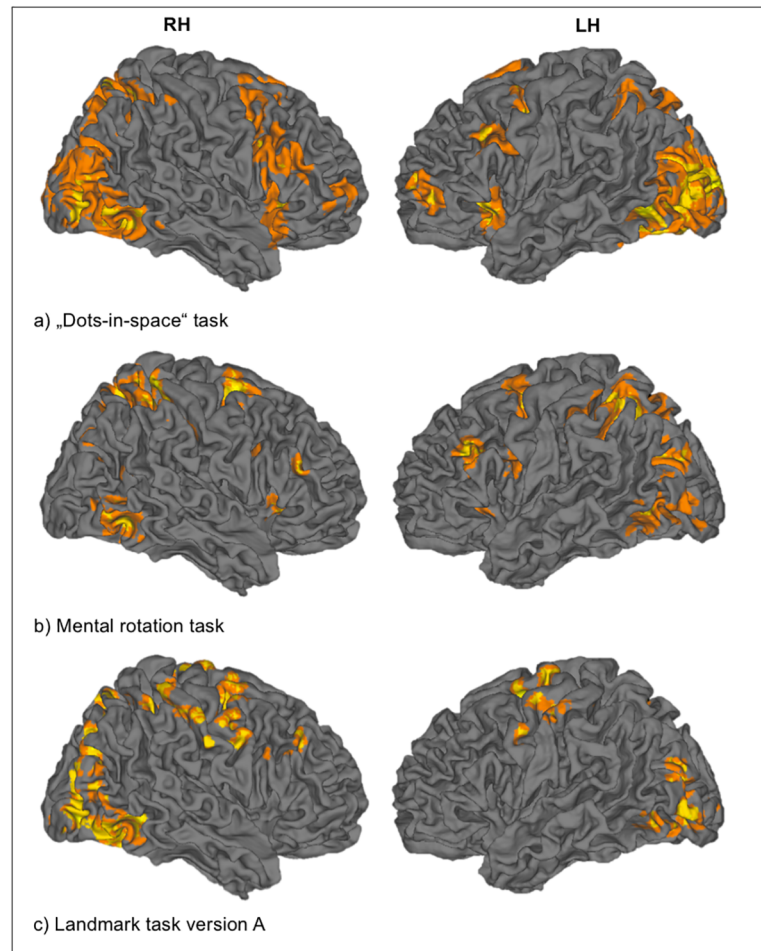 RH
LH
a) „Dots-in-space“ task
b) Mental rotation task
c) Landmark task version A